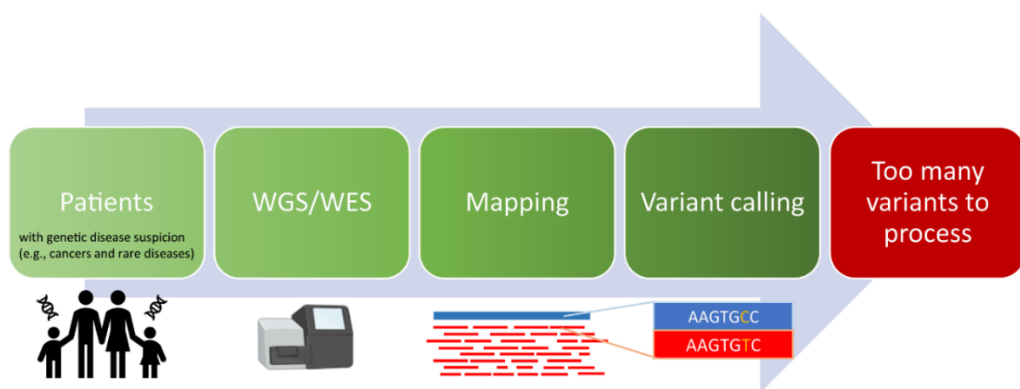 Patients
with genetic disease suspicion
(e.g., cancers and rare diseases)
WGS/WES
Mapping
Variant calling
Too many
variants to
process
AAGTGCC
AAGTGTC